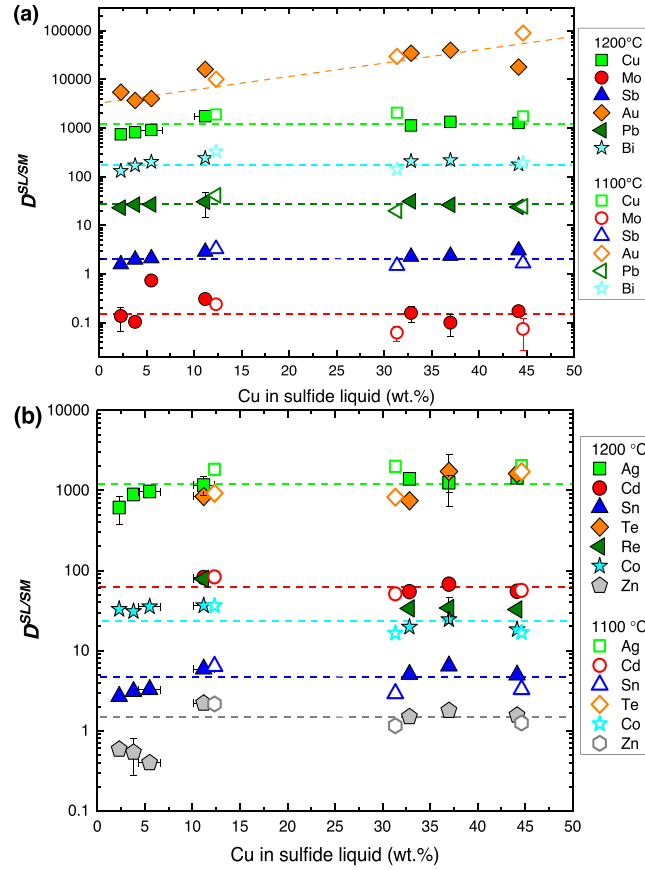 (a)
100000
10000
1000
100
10
1
0.1
D^SL/SM
0 5 10 15 20 25 30 35 40 45 50
Cu in sulfide liquid (wt.%)
1200°C
Cu
Mo
Sb
Au
Pb
Bi
1100°C
Cu
Mo
Sb
Au
Pb
Bi
(b)
10000
1000
100
10
1
0.1
D^SL/SM
0 5 10 15 20 25 30 35 40 45 50
Cu in sulfide liquid (wt.%)
1200 °C
Ag
Cd
Sn
Te
Re
Co
Zn
1100 °C
Ag
Cd
Sn
Te
Co
Zn